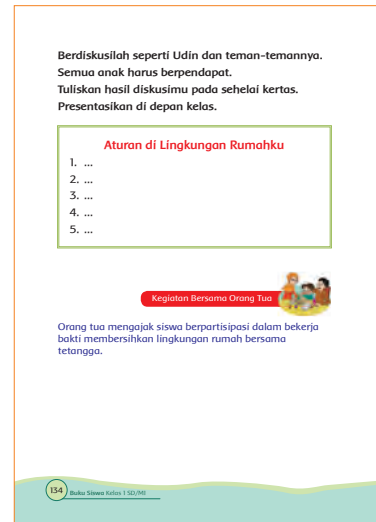 Berdiskusilah seperti Udin dan teman-temannya.
Semua anak harus berpendapat.
Tuliskan hasil diskusimu pada sehelai kertas.
Presentasikan di depan kelas.
Aturan di Lingkungan Rumahku
1. ...
2. ...
3. ...
4. ...
5. ...
Kegiatan Bersama Orang Tua
Orang tua mengajak siswa berpartisipasi dalam bekerja
bakti membersihkan lingkungan rumah bersama
tetangga.
134 Buku Siswa Kelas 1 SD/MI